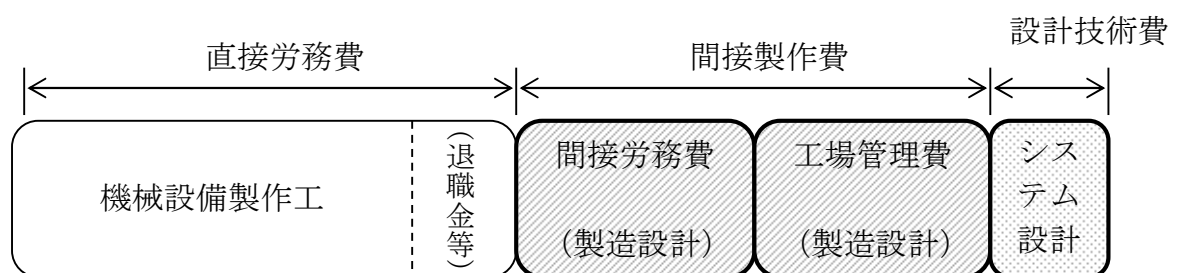 設計技術費
直接労務費
間接製作費
機械設備製作工
(退職金等)
間接労務費
(製造設計)
工場管理費
(製造設計)
シス
テム
設計